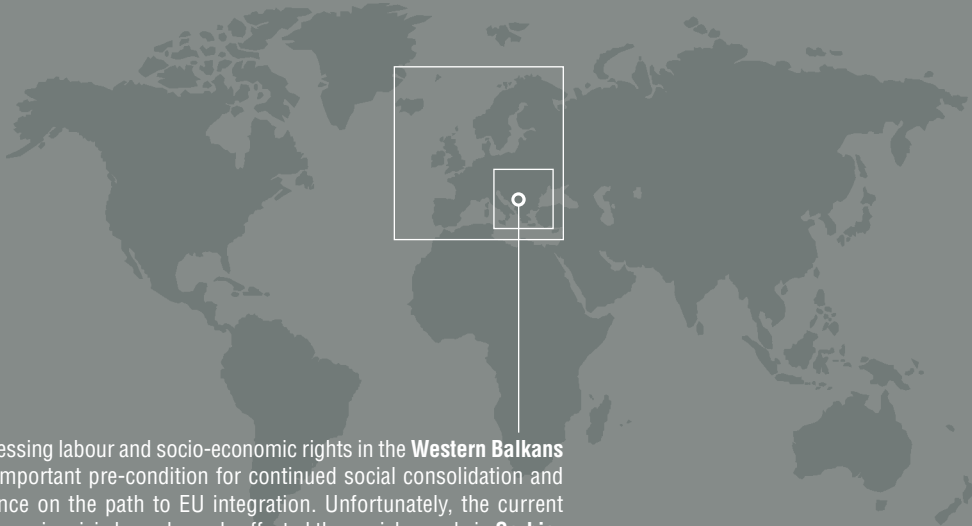 essing labour and socio-economic rights in the Western Balkans
important pre-condition for continued social consolidation and
nce on the path to EU integration. Unfortunately, the current